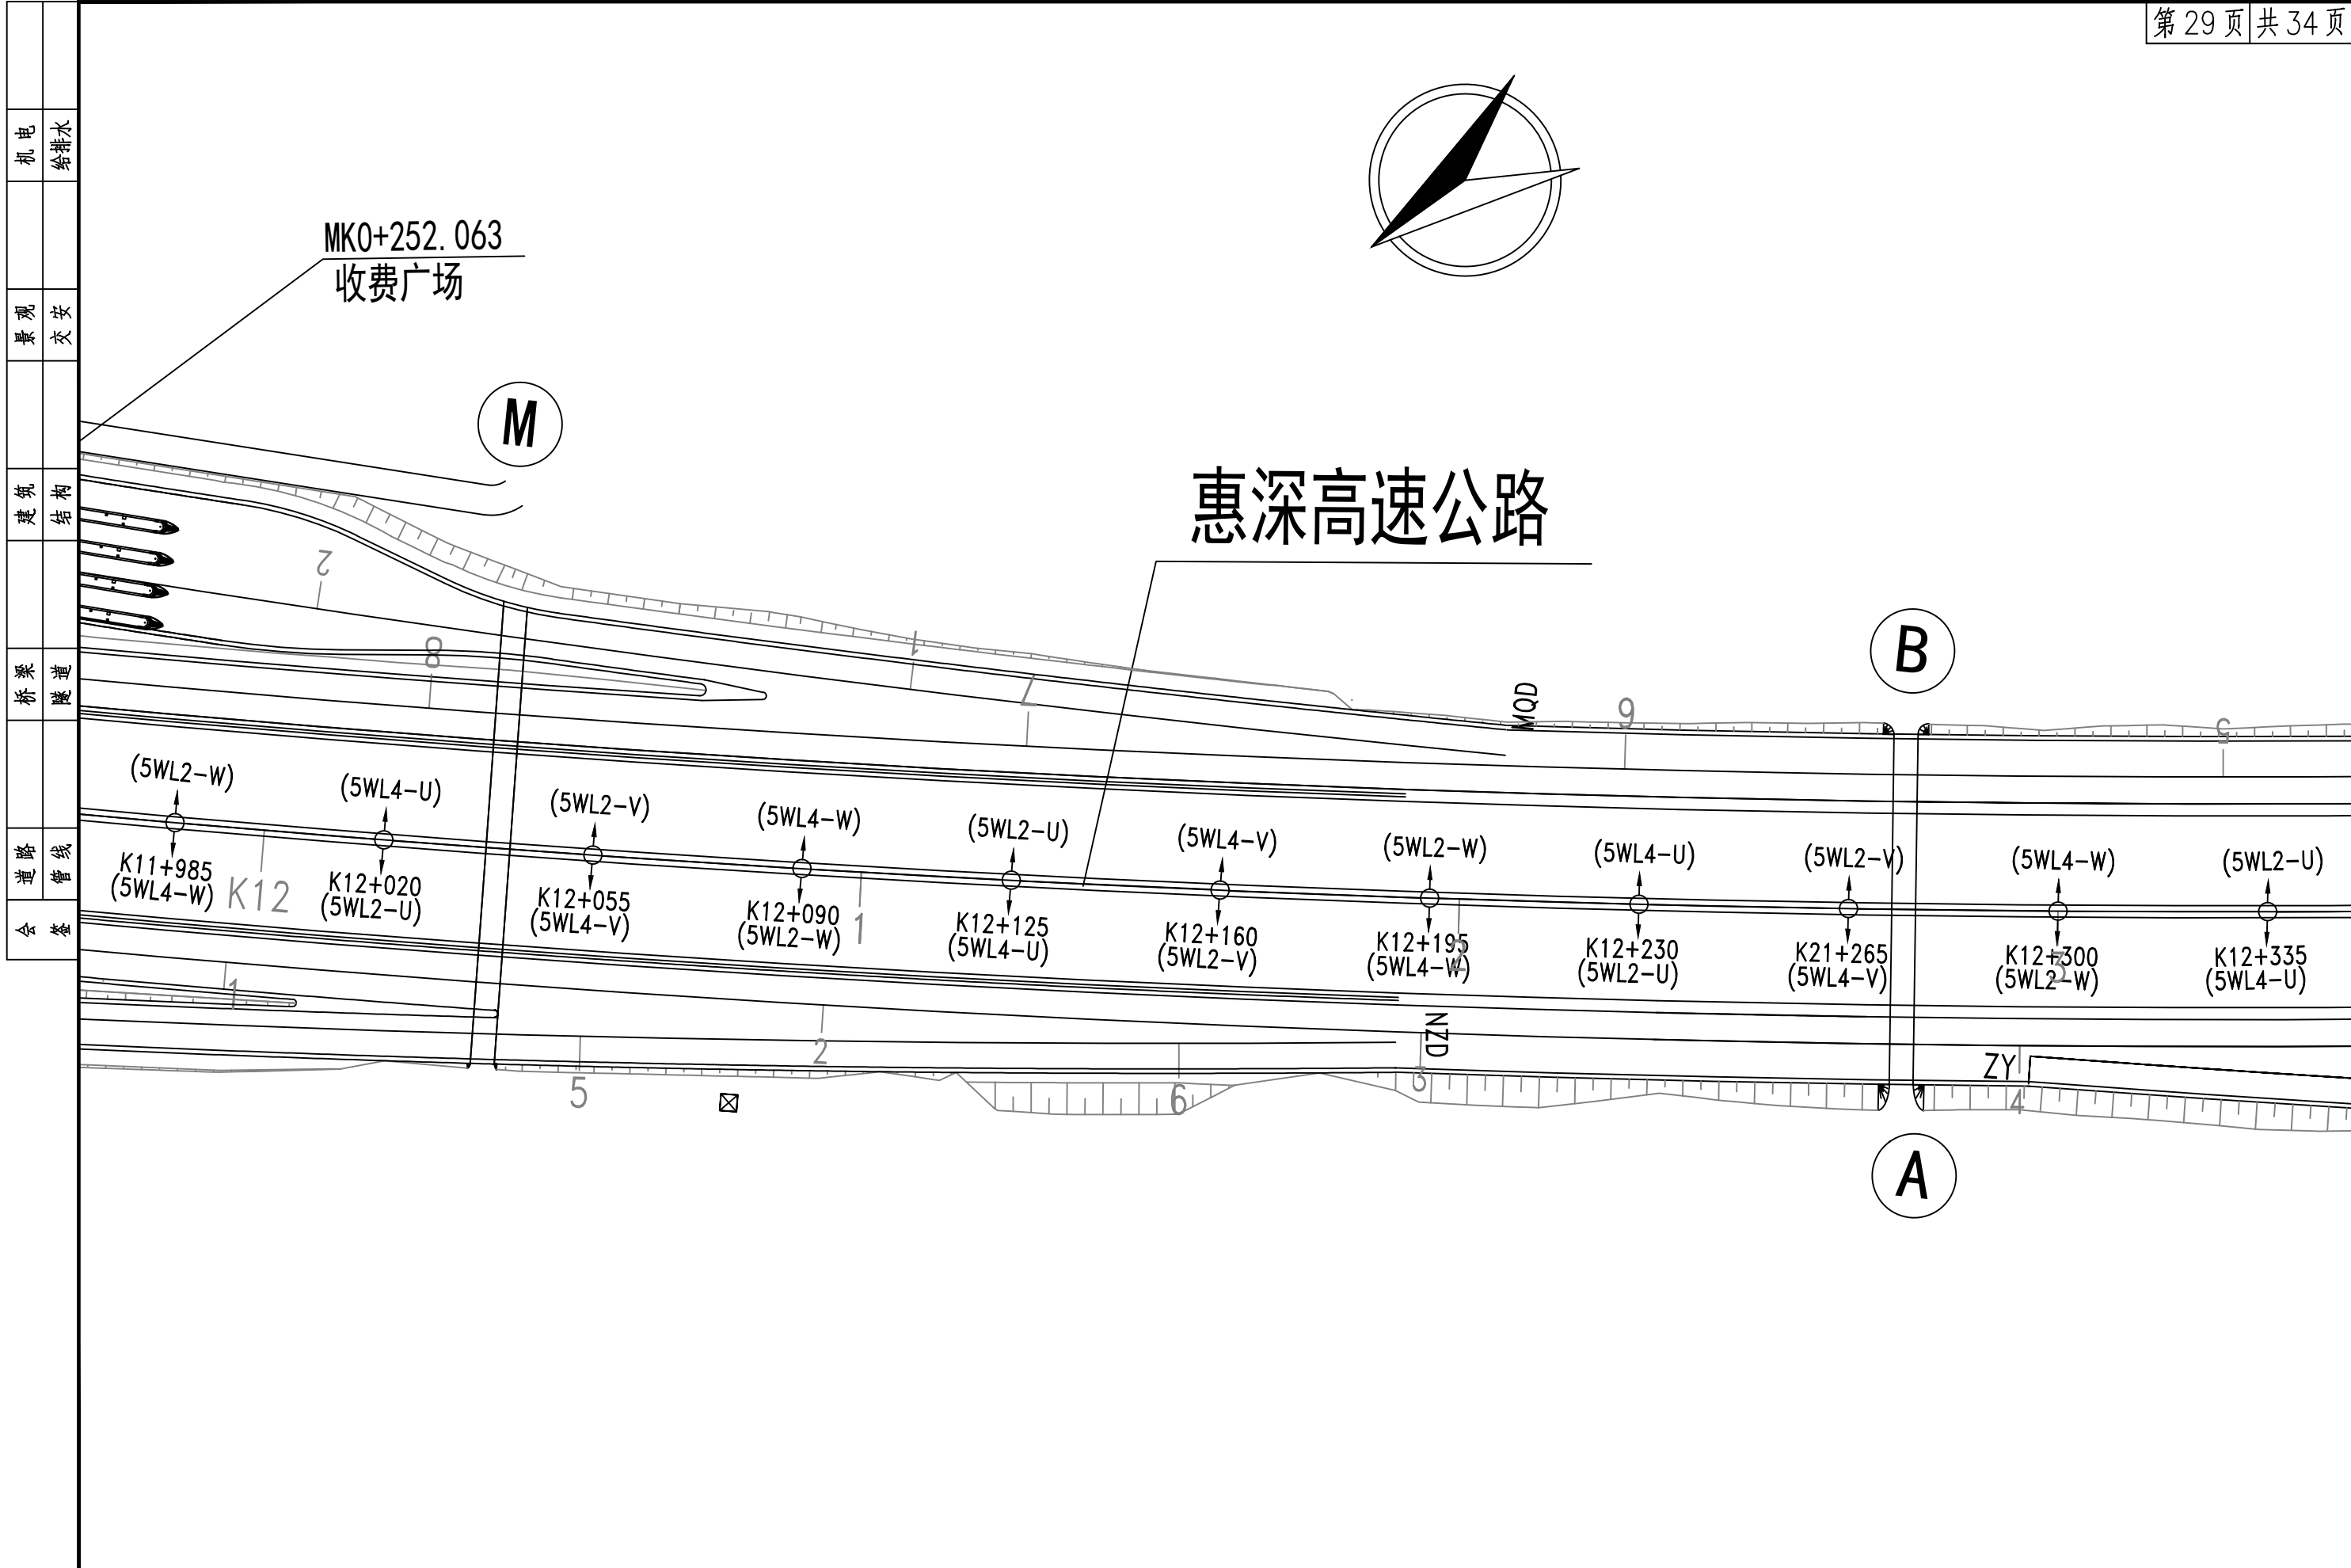 第 29 页 共 34 页
机 电
给排水
景 观
交 安
建 筑
结 构
桥 梁
隧 道
道 路
管 线
会 签
MK0+252.063
收费广场
M
惠深高速公路
2
8
1
7
MQD
6
B
5
(5WL2-W)
(5WL4-U)
(5WL2-V)
(5WL4-W)
(5WL2-U)
(5WL4-V)
(5WL2-W)
(5WL4-U)
(5WL2-V)
(5WL4-W)
(5WL2-U)
K11+985
(5WL4-W)
K12
K12+020
(5WL2-U)
K12+055
(5WL4-V)
K12+090
(5WL2-W)
1
K12+125
(5WL4-U)
K12+160
(5WL2-V)
K12+195
(5WL4-W)
2
K12+230
(5WL2-U)
K21+265
(5WL4-V)
K12+300
(5WL2-W)
3
K12+335
(5WL4-U)
1
2
NZD
ZY
5
6
3
4
A